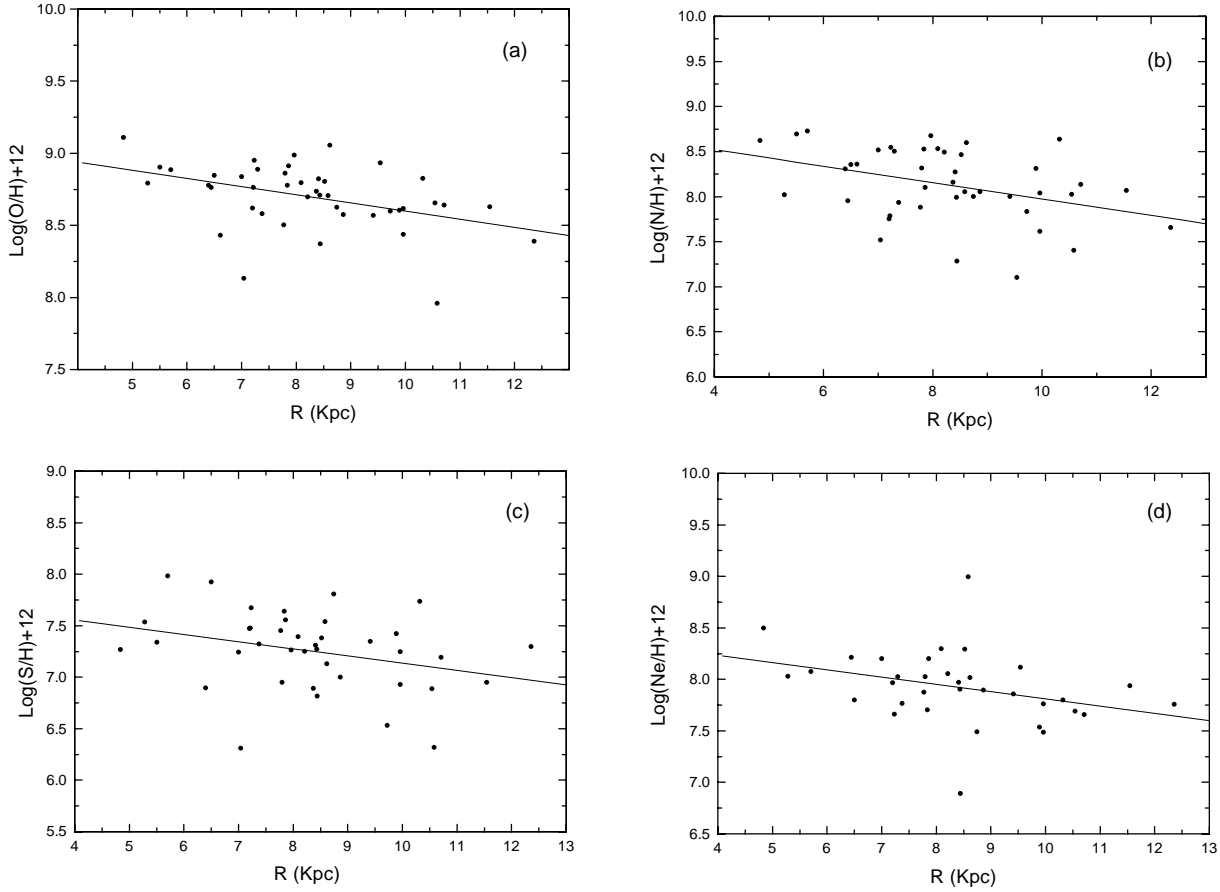 (a)
Log(O/H)+12
10.0
9.5
9.0
8.5
8.0
7.5
5 6 7 8 9 10 11 12
R (Kpc)
(b)
Log(N/H)+12
10.0
9.5
9.0
8.5
8.0
7.5
7.0
6.5
6.0
4 6 8 10 12
R (Kpc)
(c)
Log(S/H)+12
9.0
8.5
8.0
7.5
7.0
6.5
6.0
5.5
4 5 6 7 8 9 10 11 12 13
R (Kpc)
(d)
Log(Ne/H)+12
10.0
9.5
9.0
8.5
8.0
7.5
7.0
6.5
4 5 6 7 8 9 10 11 12 13
R (Kpc)